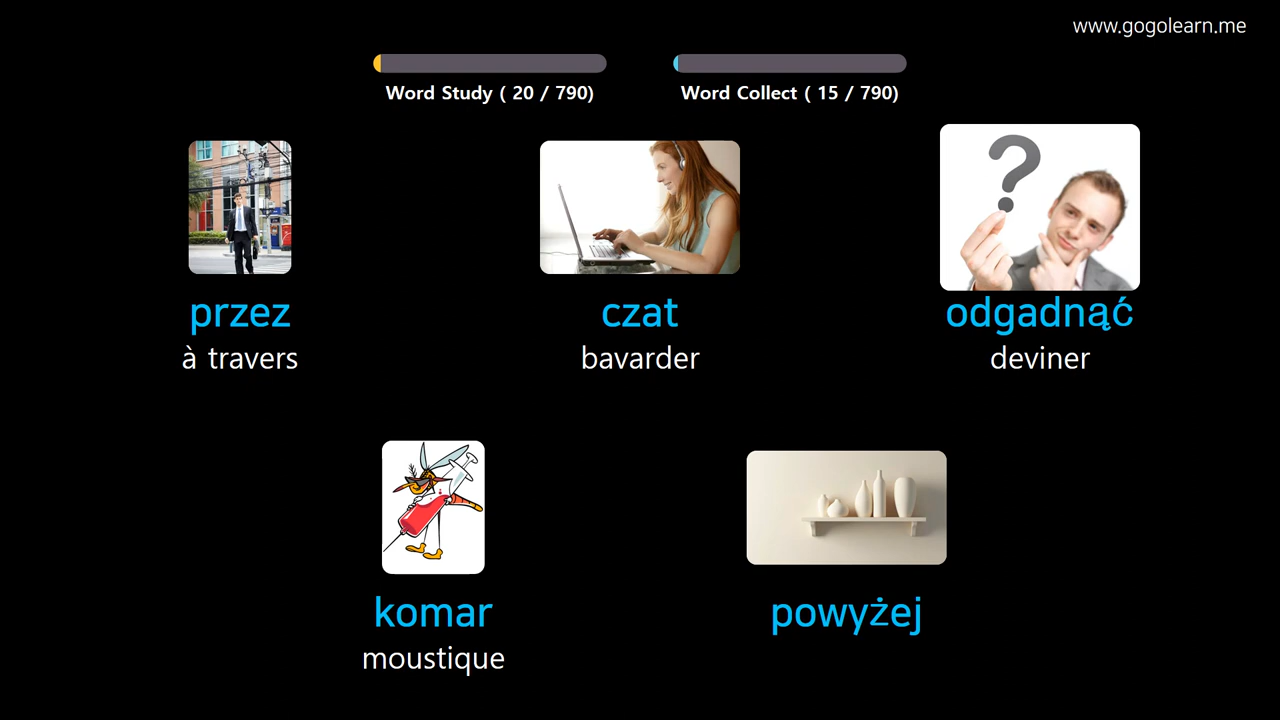 www.gogolearn.me
Word Study ( 20 / 790)
Word Collect ( 15 / 790)
przez
à travers
czat
bavarder
odgadnąć
deviner
komar
moustique
powyżej